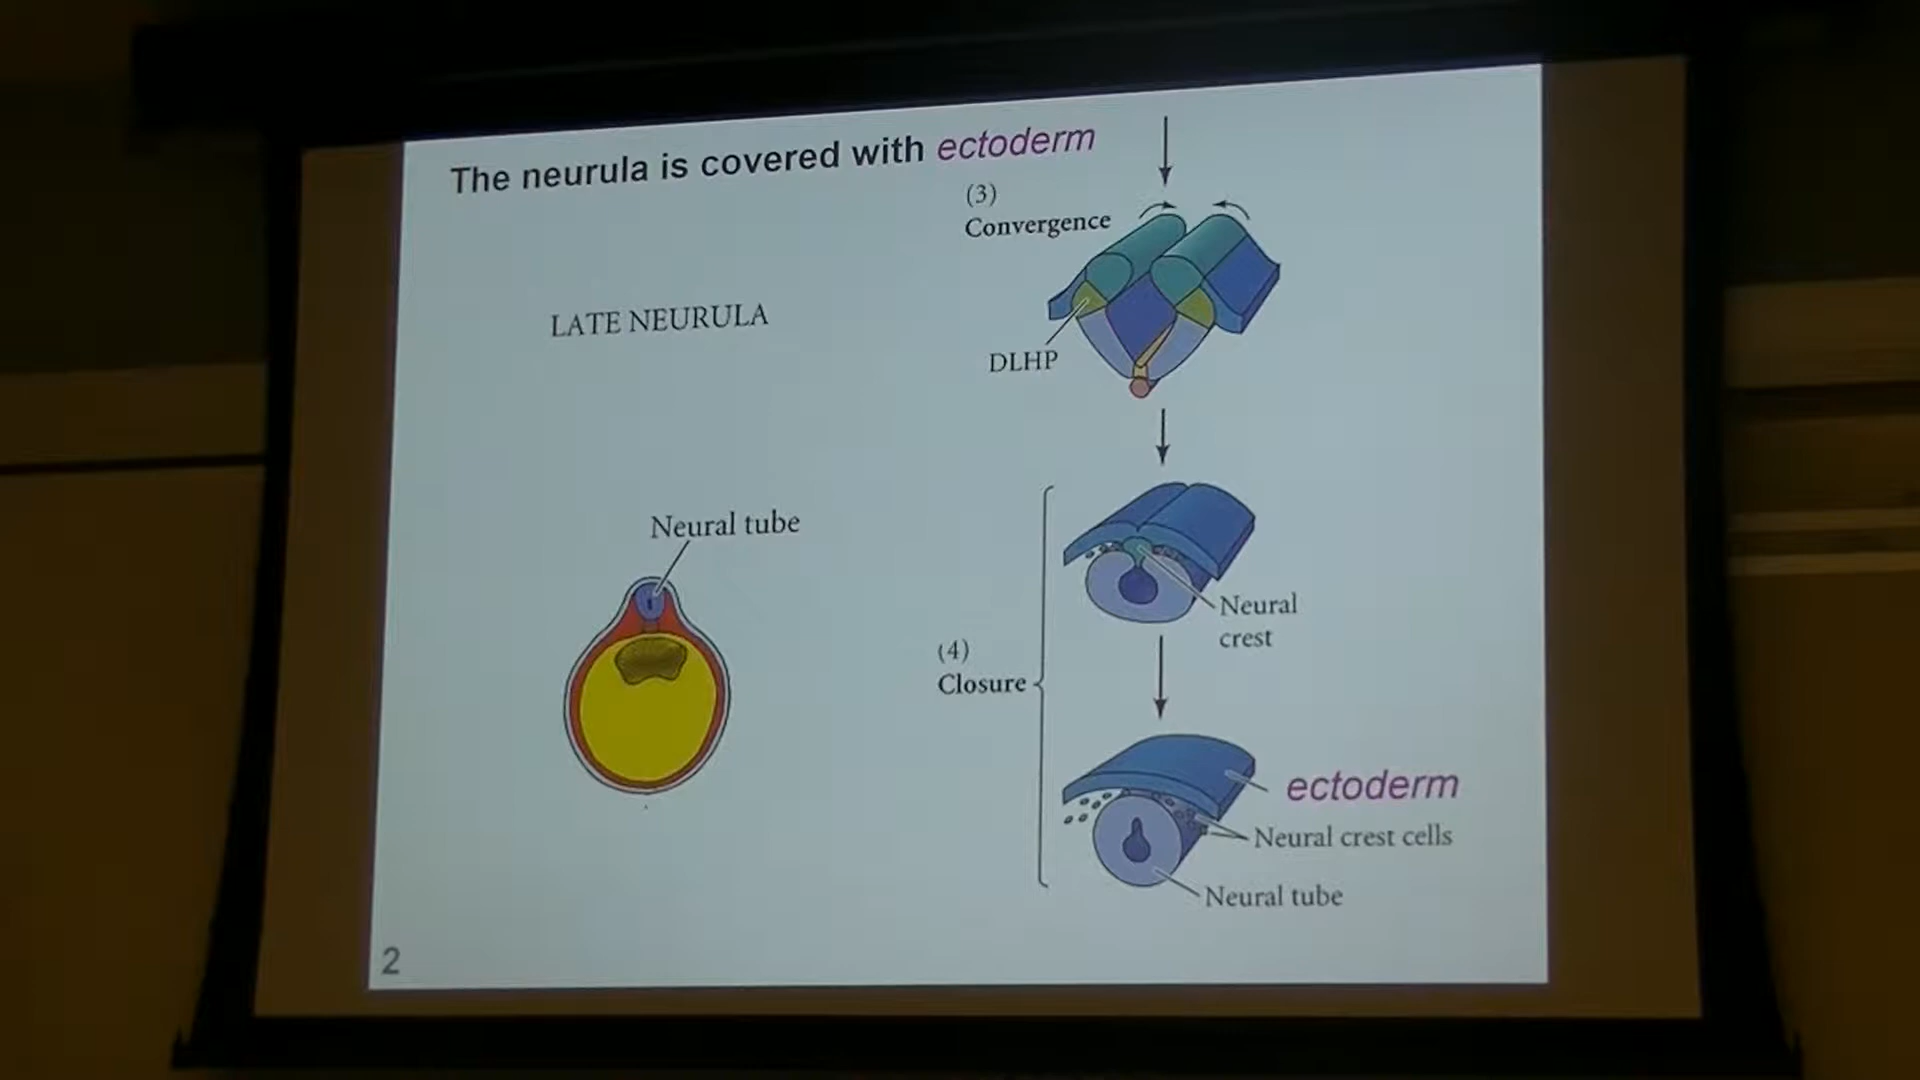 The neurula is covered with ectoderm
(3)
Convergence
LATE NEURULA
DLHP
Neural tube
Neural
crest
(4)
Closure
ectoderm
Neural crest cells
Neural tube
2